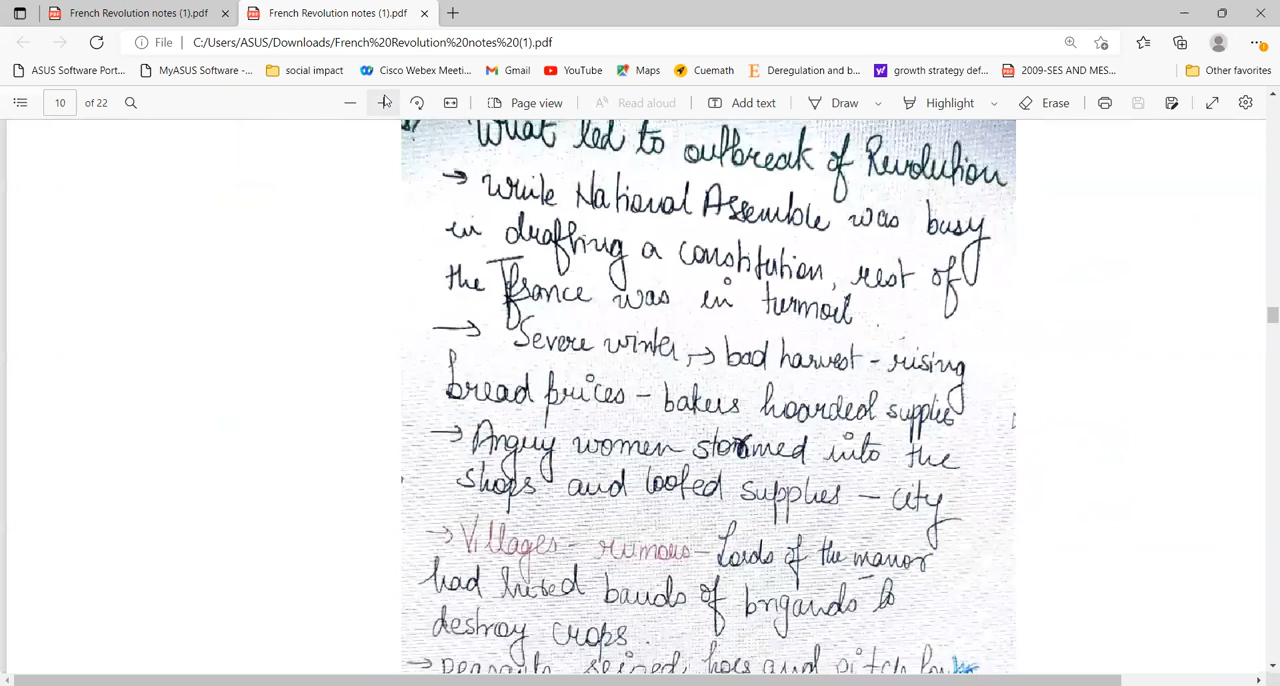 French Revolution notes (1).pdf
French Revolution notes (1).pdf
File C:/Users/ASUS/Downloads/French%20Revolution%20notes%20(1).pdf
ASUS Software Port... MyASUS Software -... social impact Cisco Webex Meeti... Gmail YouTube Maps Cuemath Deregulation and b... growth strategy def... 2009-SES AND MES... Other favorites
10 of 22 Page view Read aloud Add text Draw Highlight Erase
What led to outbreak of Revolution
→ While National Assemble was busy
in drafting a constitution, rest of
the France was in turmoil.
→ Severe winter, → bad harvest - rising
bread prices - bakers hoarded supplies
→ Angry women stormed into the
shops and looted supplies - city
→ Villages - rumours - Lords of the manor
had hired bands of brigands to
destroy crops.
→ seized hoes and pitch